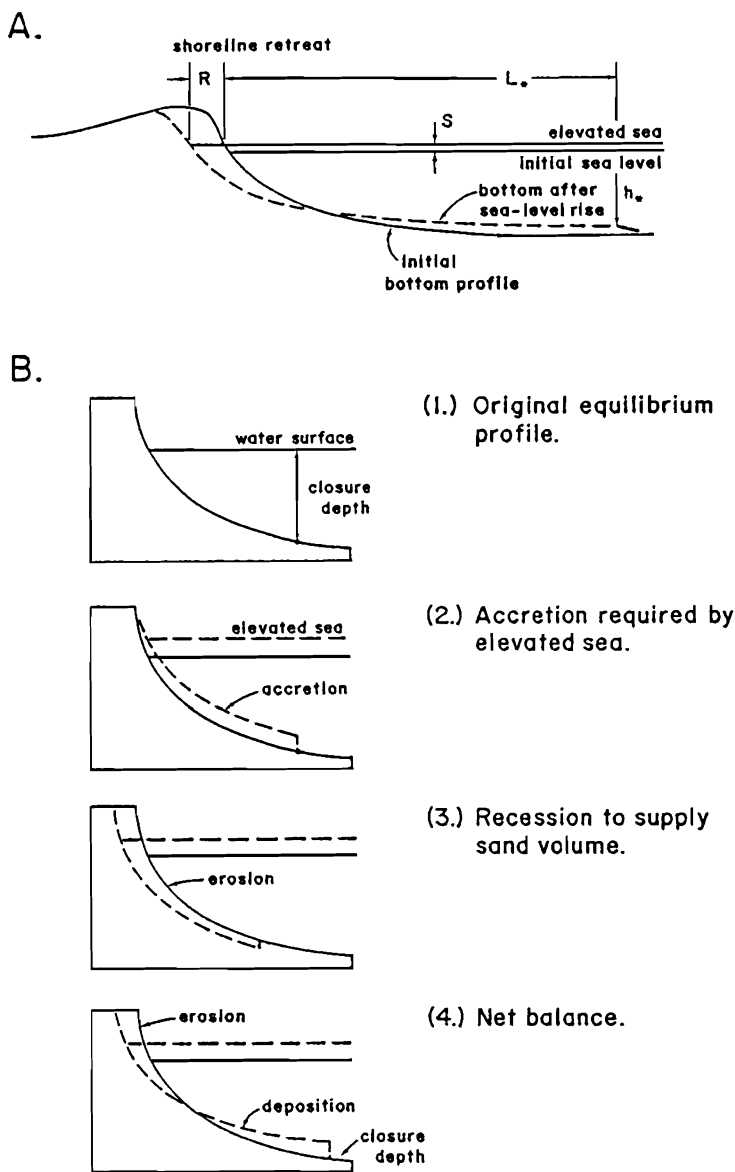 A.
shoreline retreat
R
L*
S
elevated sea
initial sea level
bottom after
sea-level rise
h*
initial
bottom profile
B.
water surface
closure
depth
(1.) Original equilibrium
profile.
elevated sea
accretion
(2.) Accretion required by
elevated sea.
erosion
(3.) Recession to supply
sand volume.
erosion
deposition
closure
depth
(4.) Net balance.